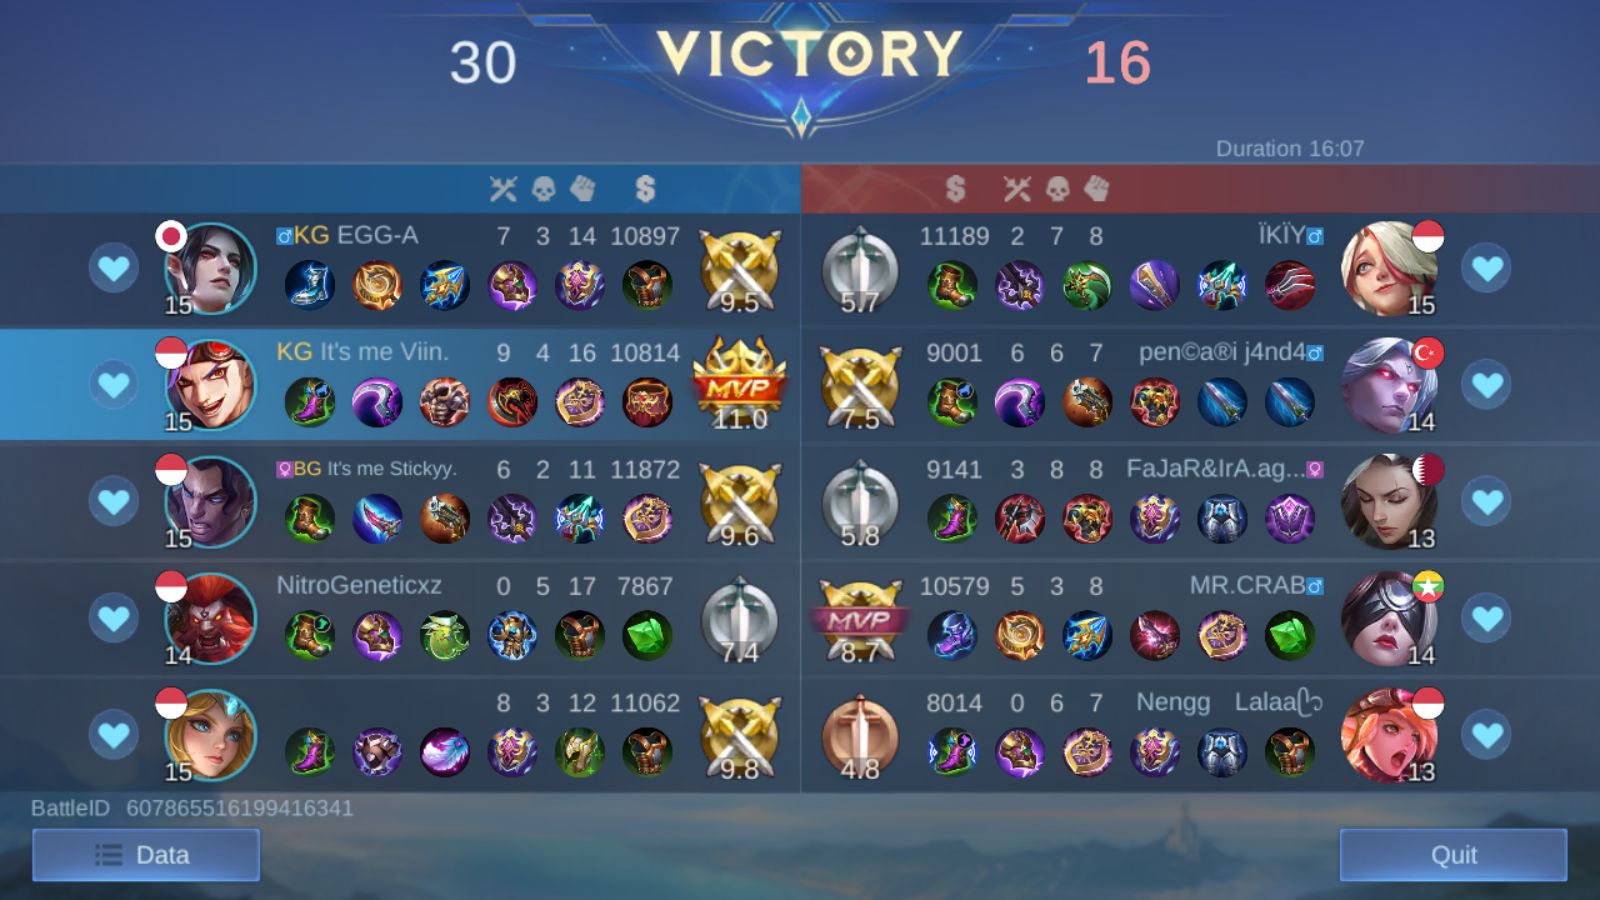 30 VICTORY 16
Duration 16:07
KG EGG-A 7 3 14 10897
15 9.5
11189 2 7 8 ÏKÏY
5.7 15
KG It's me Viin. 9 4 16 10814
15 MVP 11.0
9001 6 6 7 pen©a®i j4nd4
7.5 14
BG It's me Stickyy. 6 2 11 11872
15 9.6
9141 3 8 8 FaJaR&IrA.ag...
5.8 13
NitroGeneticxz 0 5 17 7867
14 7.4
10579 5 3 8 MR.CRAB
MVP 8.7 14
8 3 12 11062
15 9.8
8014 0 6 7 Nengg Lalaa
4.8 13
BattleID 607865516199416341
Data
Quit